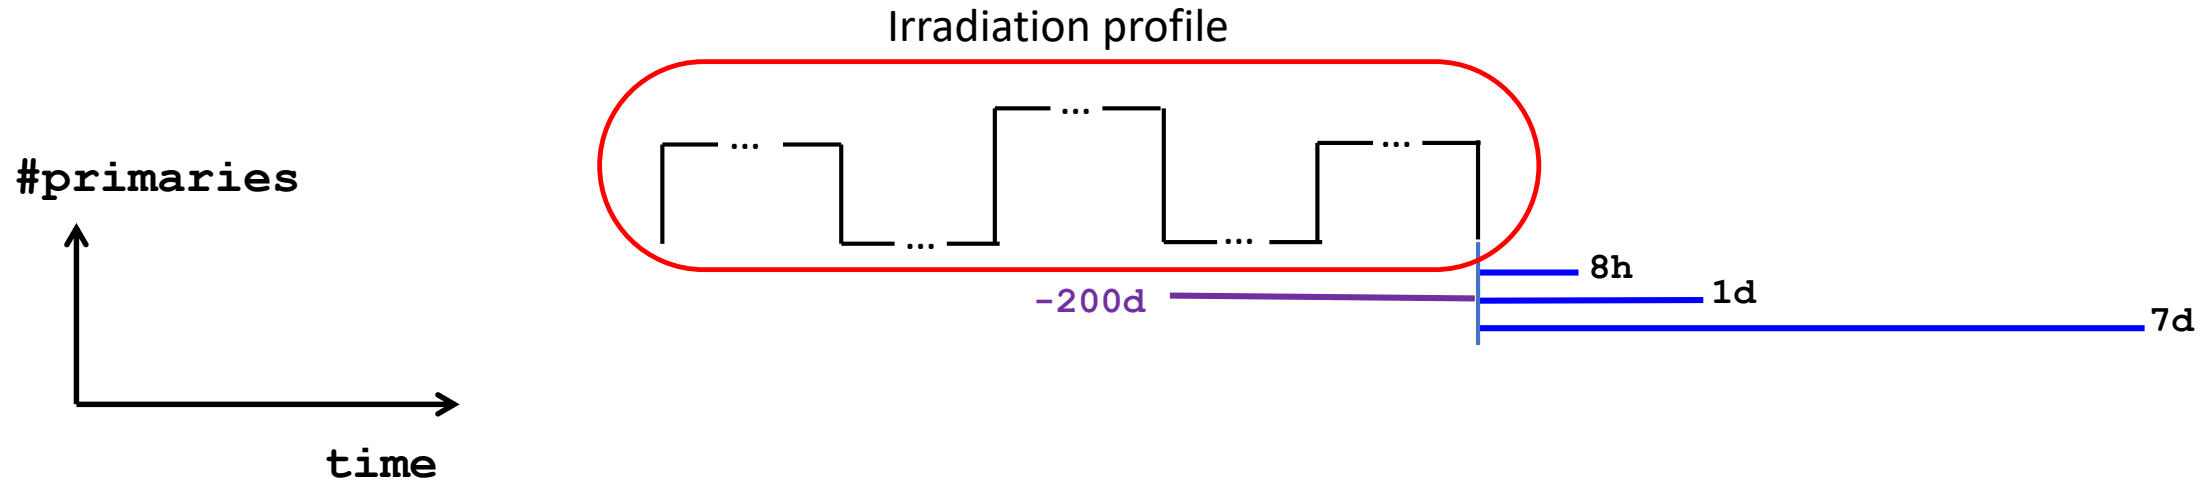 Irradiation profile
...
...
...
...
...
#primaries
8h
-200d
1d
7d
time